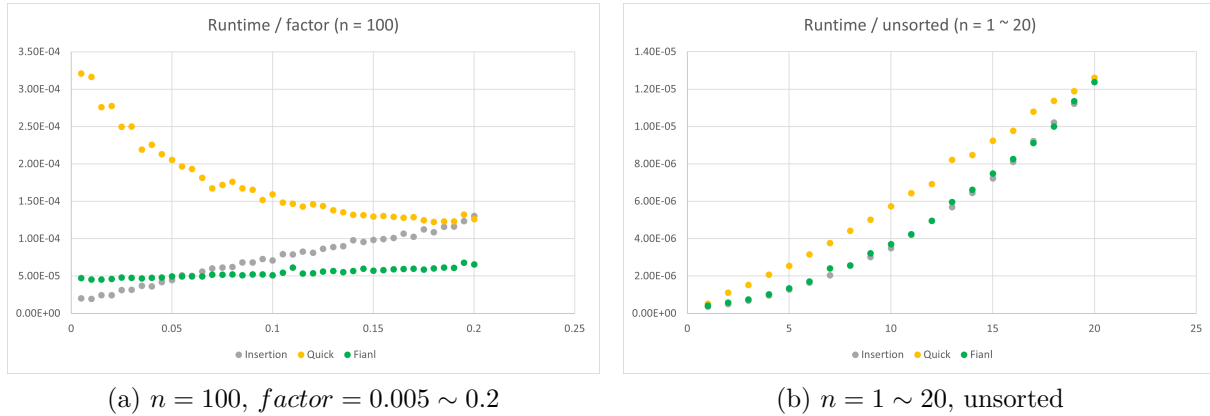 Runtime / factor (n = 100)
3.50E-04
3.00E-04
2.50E-04
2.00E-04
1.50E-04
1.00E-04
5.00E-05
0.00E+00
0 0.05 0.1 0.15 0.2 0.25
Insertion Quick Fianl
(a) n = 100, factor = 0.005 ∼ 0.2
Runtime / unsorted (n = 1 ~ 20)
1.40E-05
1.20E-05
1.00E-05
8.00E-06
6.00E-06
4.00E-06
2.00E-06
0.00E+00
0 5 10 15 20 25
Insertion Quick Fianl
(b) n = 1 ∼ 20, unsorted